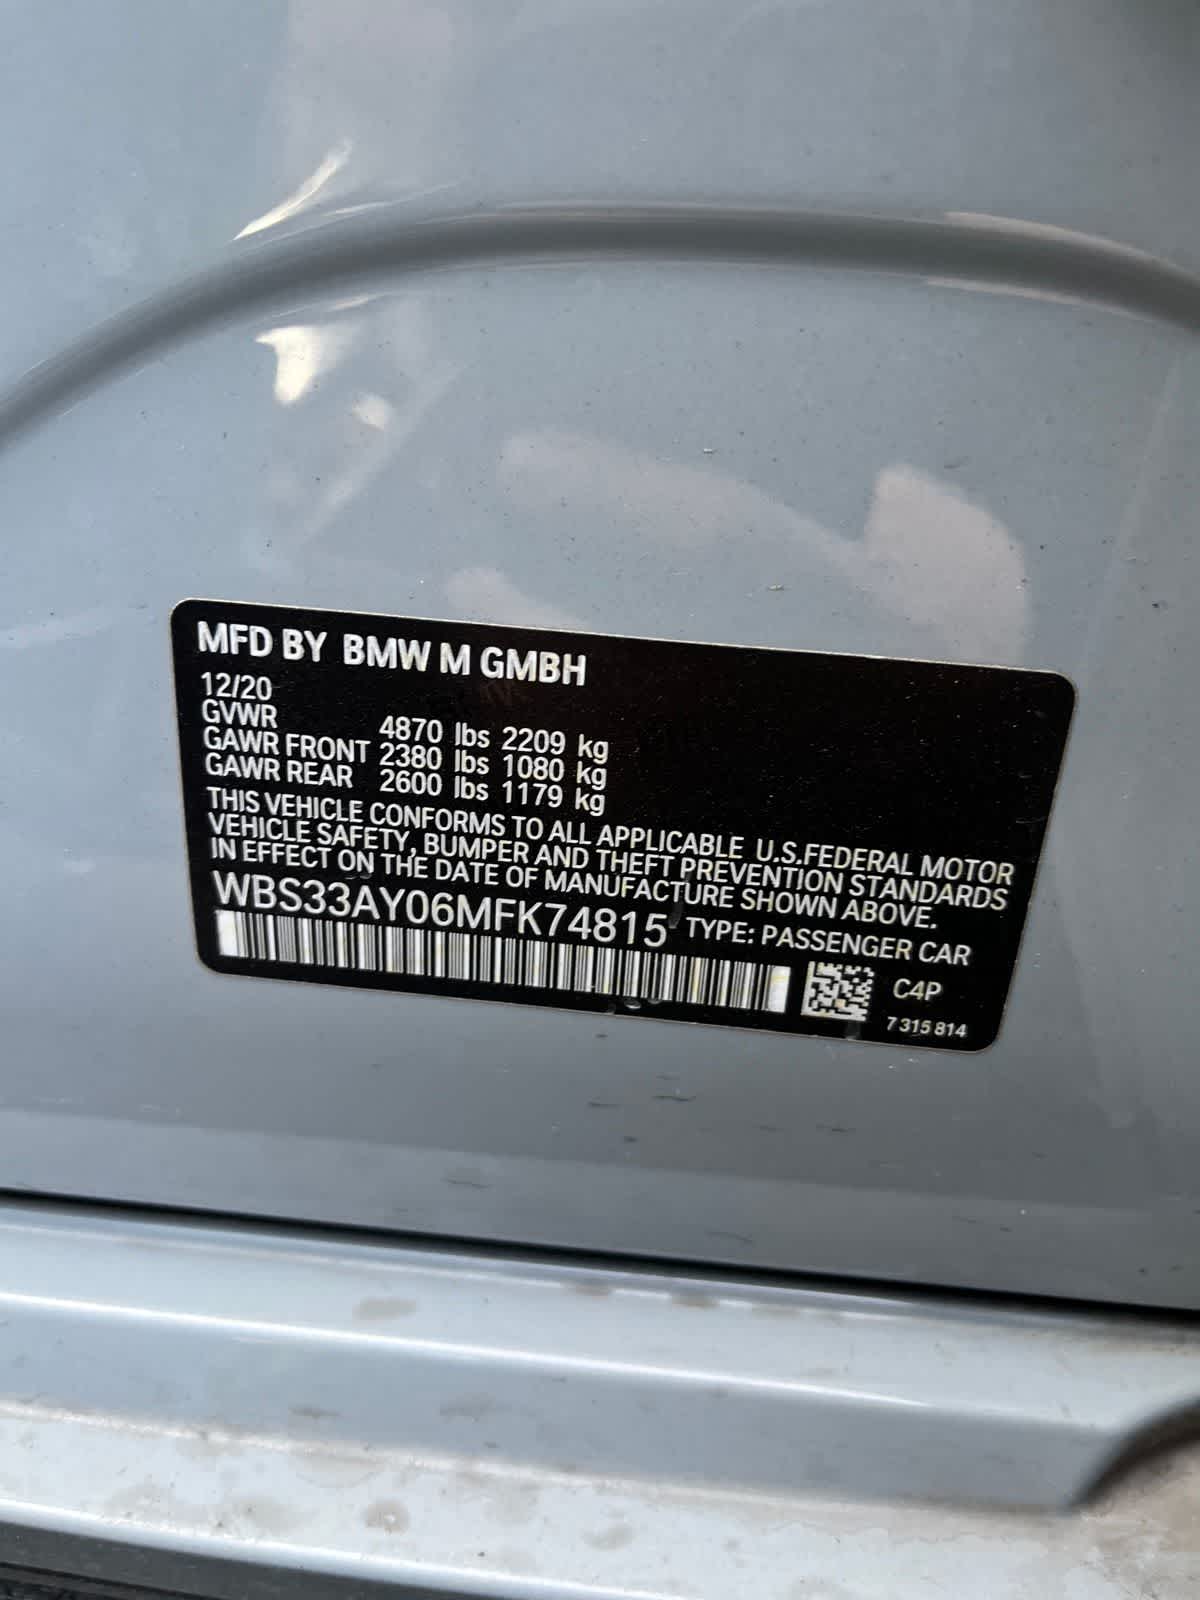 MFD BY BMW M GMBH
12/20
GVWR 4870 lbs 2209 kg
GAWR FRONT 2380 lbs 1080 kg
GAWR REAR 2600 lbs 1179 kg
THIS VEHICLE CONFORMS TO ALL APPLICABLE U.S.FEDERAL MOTOR
VEHICLE SAFETY, BUMPER AND THEFT PREVENTION STANDARDS
IN EFFECT ON THE DATE OF MANUFACTURE SHOWN ABOVE.
WBS33AY06MFK74815 TYPE: PASSENGER CAR
C4P
7 315 814